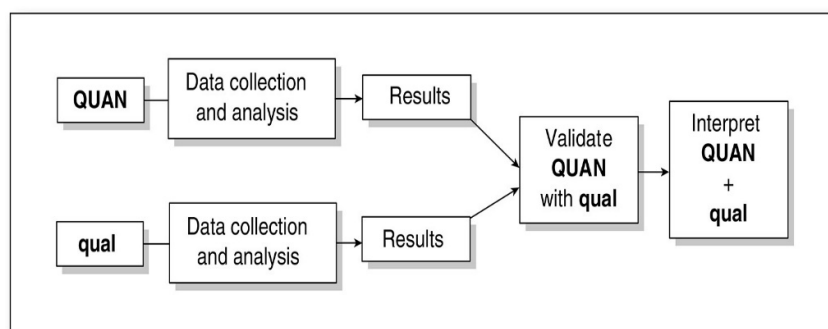 QUAN
Data collection
and analysis
Results
qual
Data collection
and analysis
Results
Validate
QUAN
with qual
Interpret
QUAN
+
qual